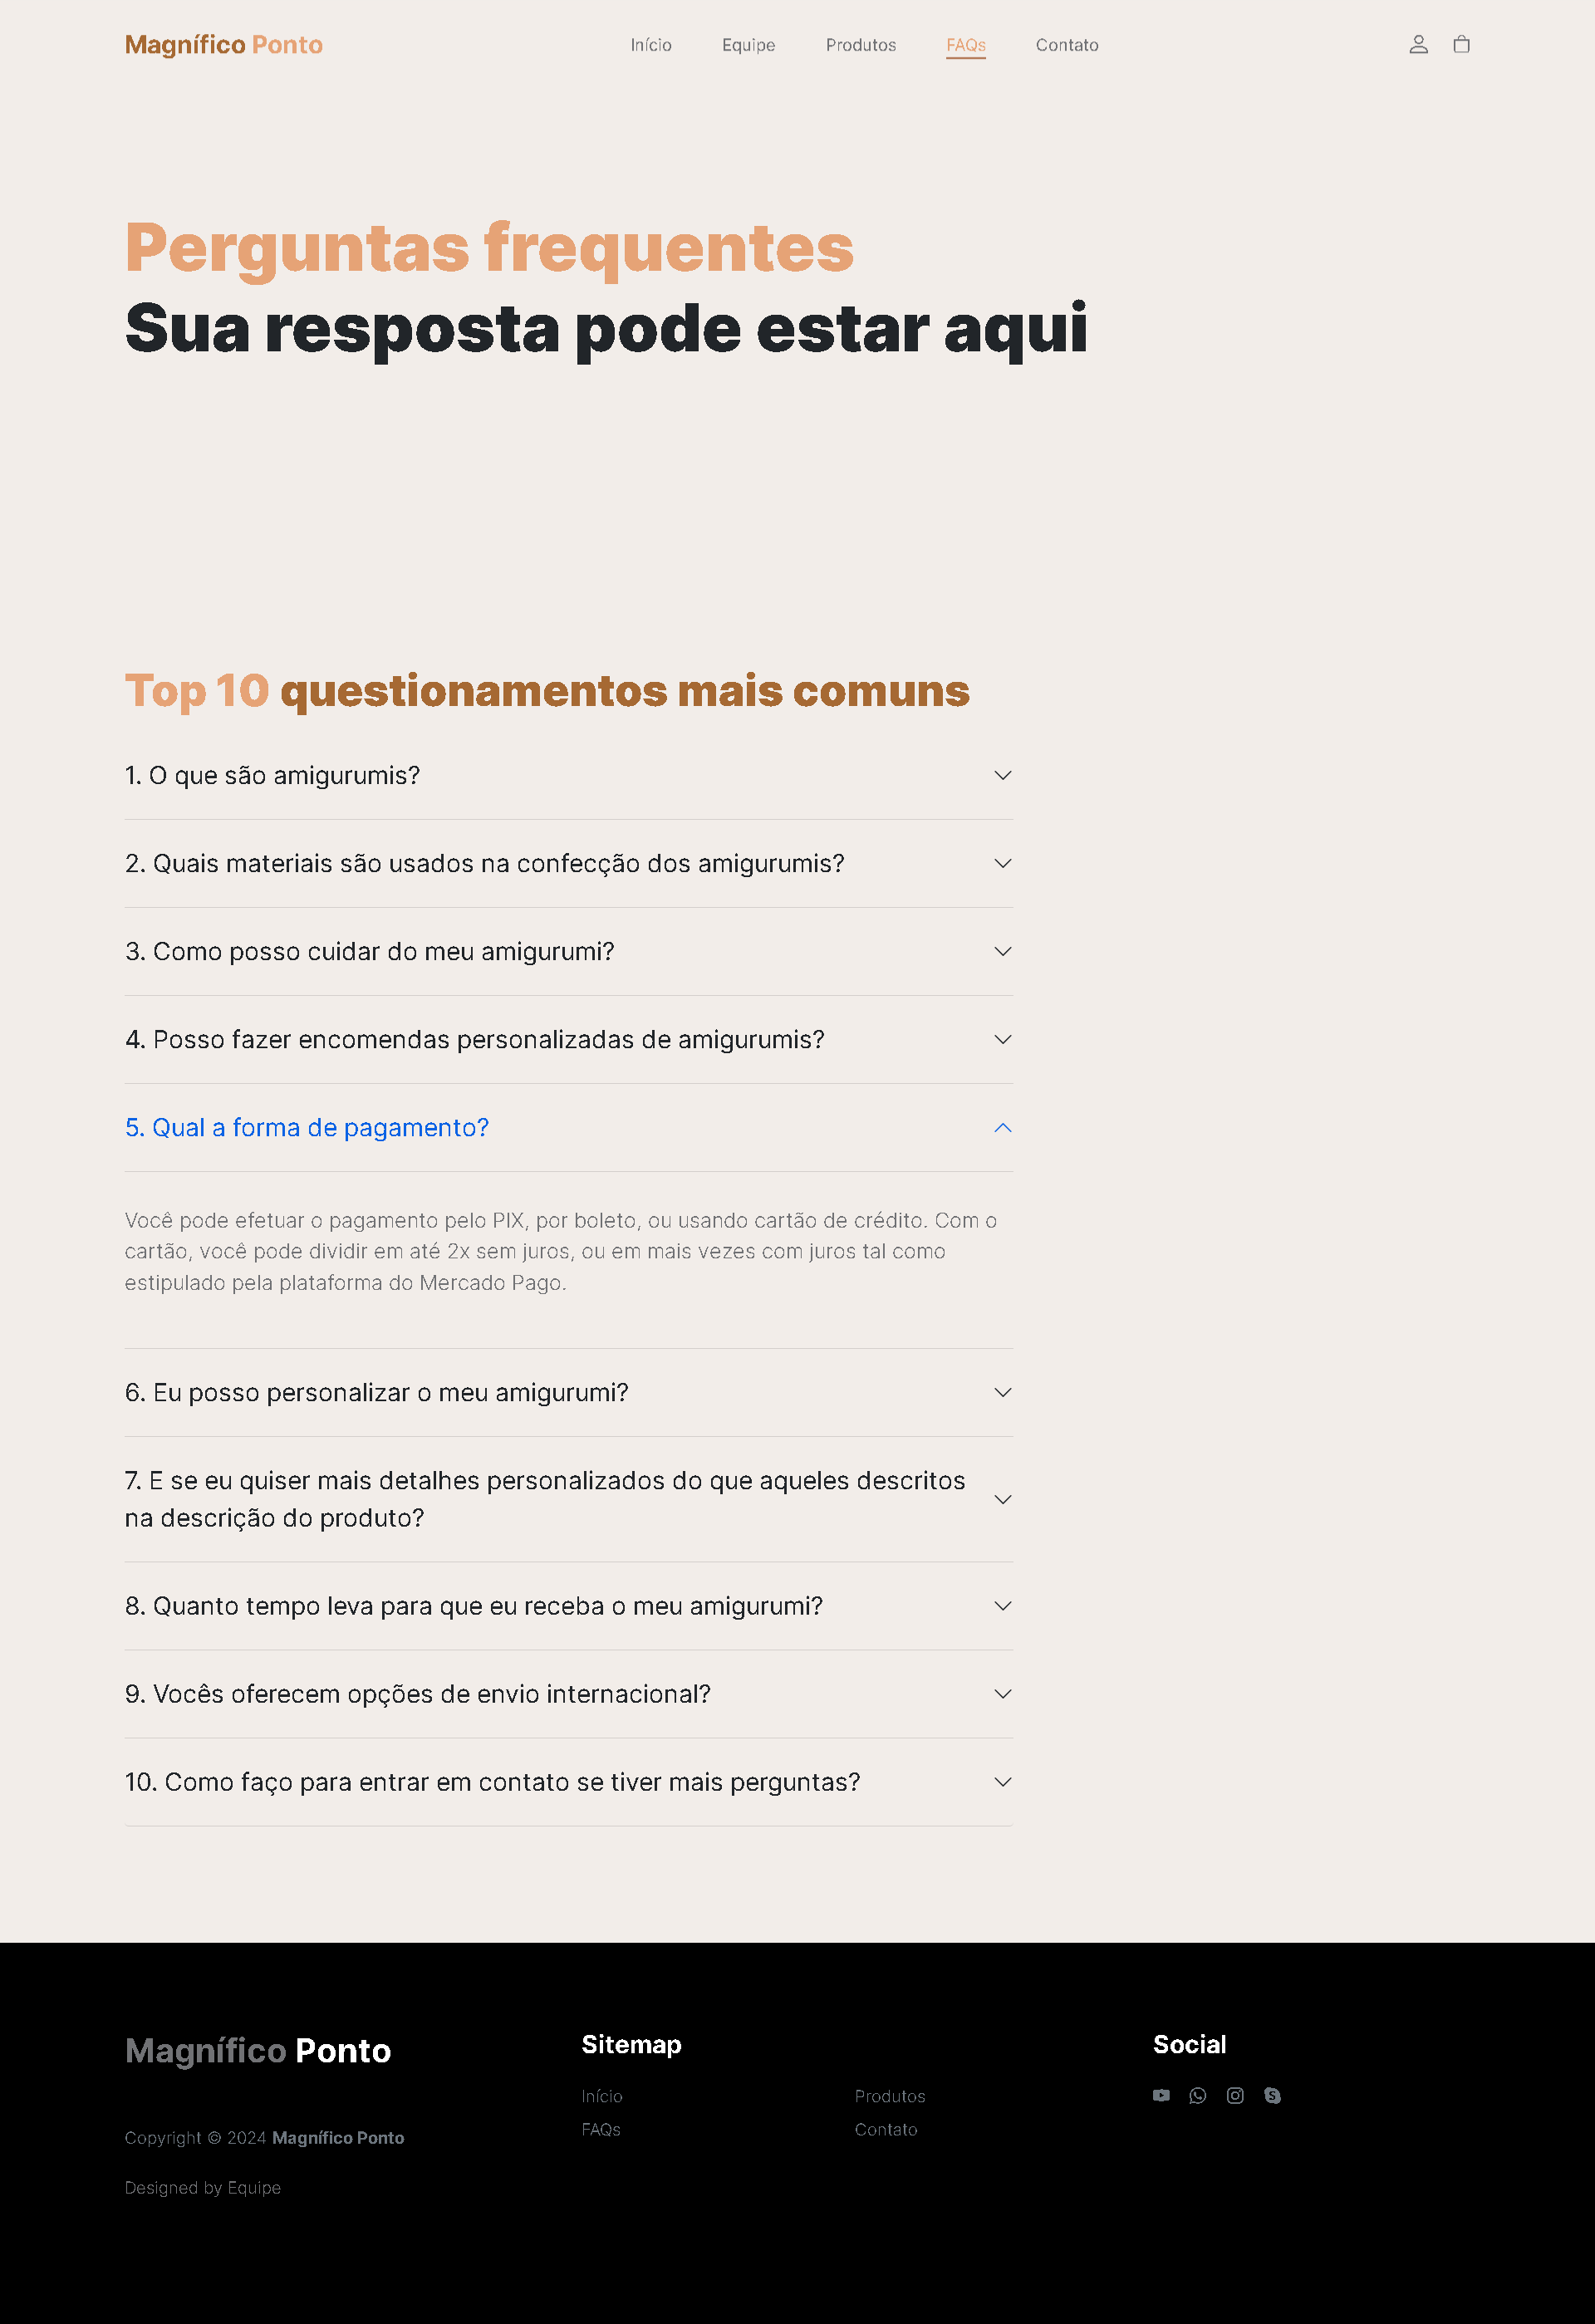 Magnífico Ponto
Início
Equipe
Produtos
FAQs
Contato
Perguntas frequentes
Sua resposta pode estar aqui
Top 10 questionamentos mais comuns
1. O que são amigurumis?
2. Quais materiais são usados na confecção dos amigurumis?
3. Como posso cuidar do meu amigurumi?
4. Posso fazer encomendas personalizadas de amigurumis?
5. Qual a forma de pagamento?
Você pode efetuar o pagamento pelo PIX, por boleto, ou usando cartão de crédito. Com o
cartão, você pode dividir em até 2x sem juros, ou em mais vezes com juros tal como
estipulado pela plataforma do Mercado Pago.
6. Eu posso personalizar o meu amigurumi?
7. E se eu quiser mais detalhes personalizados do que aqueles descritos
na descrição do produto?
8. Quanto tempo leva para que eu receba o meu amigurumi?
9. Vocês oferecem opções de envio internacional?
10. Como faço para entrar em contato se tiver mais perguntas?
Magnífico Ponto
Copyright © 2024 Magnífico Ponto
Designed by Equipe
Sitemap
Início
FAQs
Produtos
Contato
Social